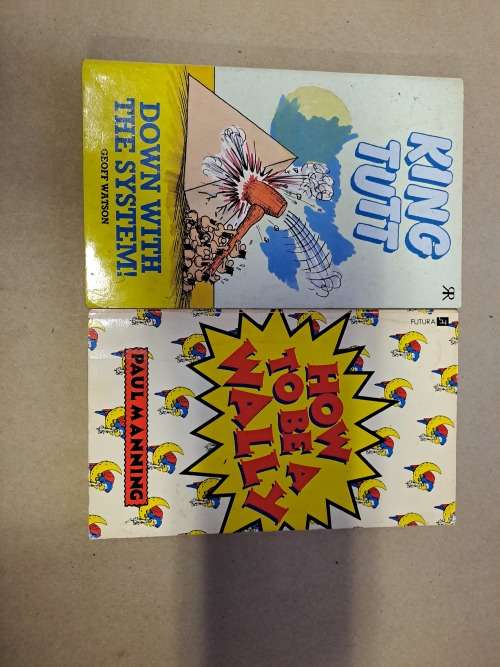 KING
TUTT
DOWN WITH
THE SYSTEM!
GEOFF WATSON
FUTURA
HOW
TO BE A
WALLY
PAUL MANNING